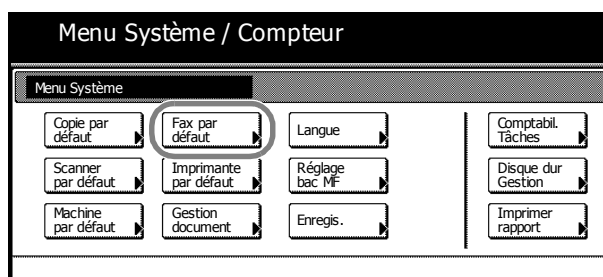 Menu Système / Compteur
Menu Système
Copie par
défaut
Fax par
défaut
Langue
Comptabil.
Tâches
Scanner
par défaut
Imprimante
par défaut
Réglage
bac MF
Disque dur
Gestion
Machine
par défaut
Gestion
document
Enregis.
Imprimer
rapport